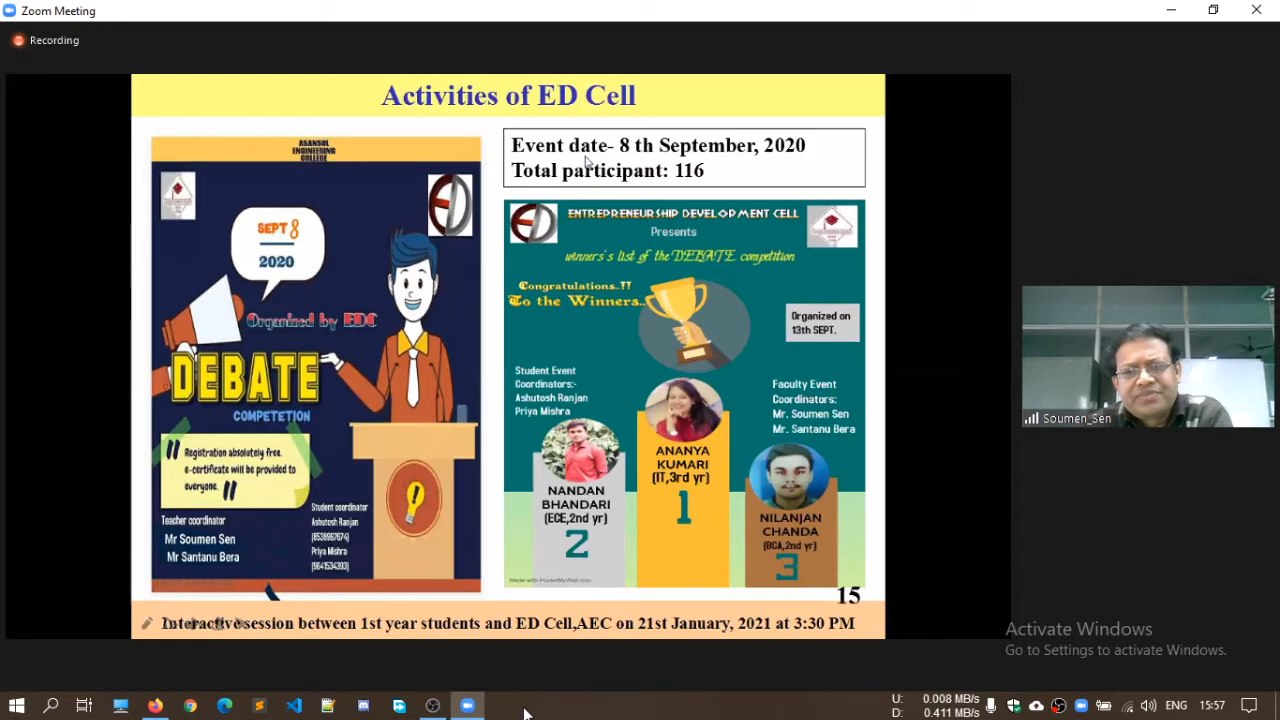 Zoom Meeting
Recording
Activities of ED Cell
ASANSOL
ENGINEERING
COLLEGE
SEPT 8
2020
Organized by EDC
DEBATE
COMPETETION
Registration absolutely free.
e-certificate will be provided to
everyone.
Teacher coordinator
Mr Soumen Sen
Mr Santanu Bera
Student coordinator
Ashutosh Ranjan
(8538997674)
Priya Mishra
(9641534393)
Event date- 8 th September, 2020
Total participant: 116
ENTREPRENEURSHIP DEVELOPMENT CELL
Presents
winners's list of the DEBATE competition
Congratulations..!!
To the Winners..
Organized on
13th SEPT.
Student Event
Coordinators:-
Ashutosh Ranjan
Priya Mishra
Faculty Event
Coordinators:
Mr. Soumen Sen
Mr. Santanu Bera
ANANYA
KUMARI
(IT,3rd yr)
1
NANDAN
BHANDARI
(ECE,2nd yr)
2
NILANJAN
CHANDA
(BCA,2nd yr)
3
Made with PosterMyWall.com
15
Interactive session between 1st year students and ED Cell,AEC on 21st January, 2021 at 3:30 PM
Soumen_Sen
Activate Windows
Go to Settings to activate Windows.
U: 0.008 MB/s
D: 0.411 MB/s
ENG
15:57